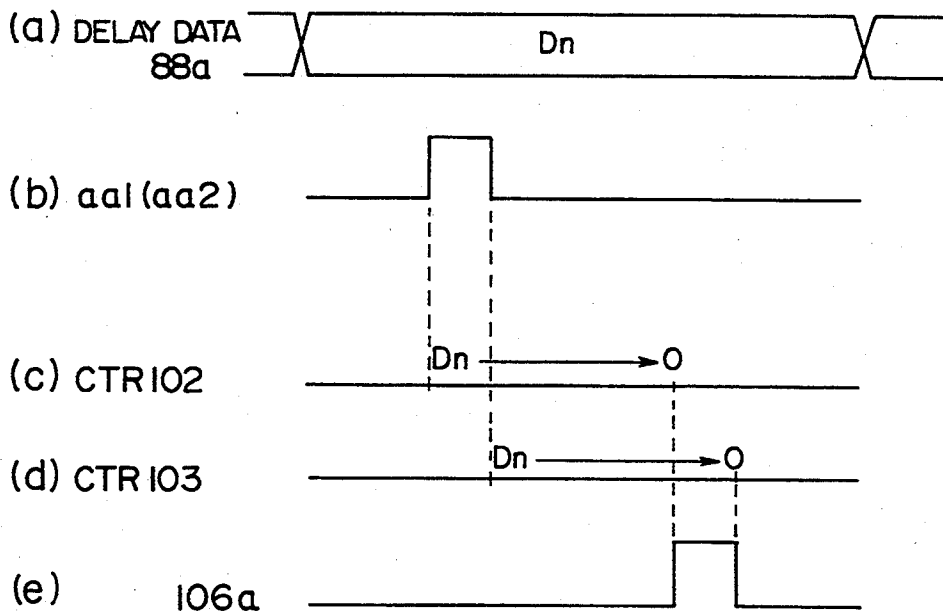 (a) DELAY DATA
88a
Dn
(b) aa1(aa2)
Dn 0
(c) CTR102
Dn 0
(d) CTR103
(e) 106a